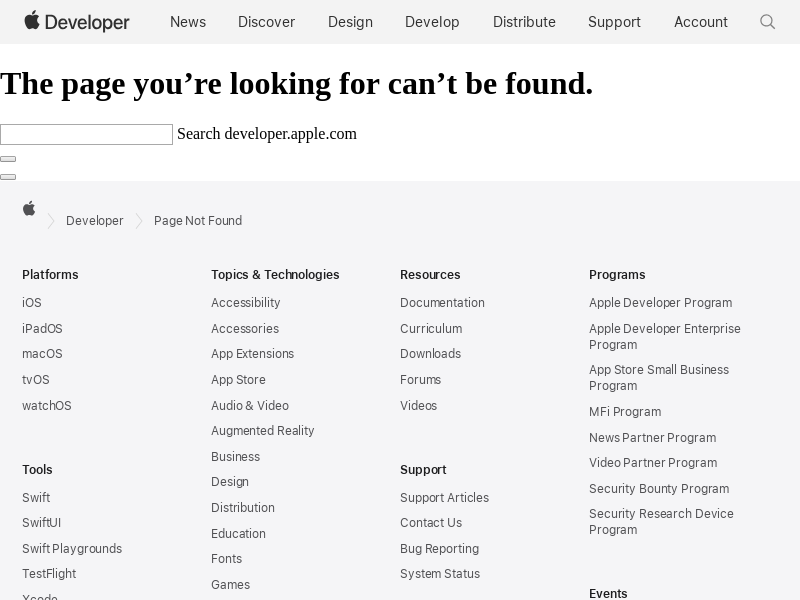 Developer
News
Discover
Design
Develop
Distribute
Support
Account
The page you’re looking for can’t be found.
Search developer.apple.com
Developer
Page Not Found
Platforms
iOS
iPadOS
macOS
tvOS
watchOS
Tools
Swift
SwiftUI
Swift Playgrounds
TestFlight
Xcode
Topics & Technologies
Accessibility
Accessories
App Extensions
App Store
Audio & Video
Augmented Reality
Business
Design
Distribution
Education
Fonts
Games
Resources
Documentation
Curriculum
Downloads
Forums
Videos
Support
Support Articles
Contact Us
Bug Reporting
System Status
Programs
Apple Developer Program
Apple Developer Enterprise
Program
App Store Small Business
Program
MFi Program
News Partner Program
Video Partner Program
Security Bounty Program
Security Research Device
Program
Events